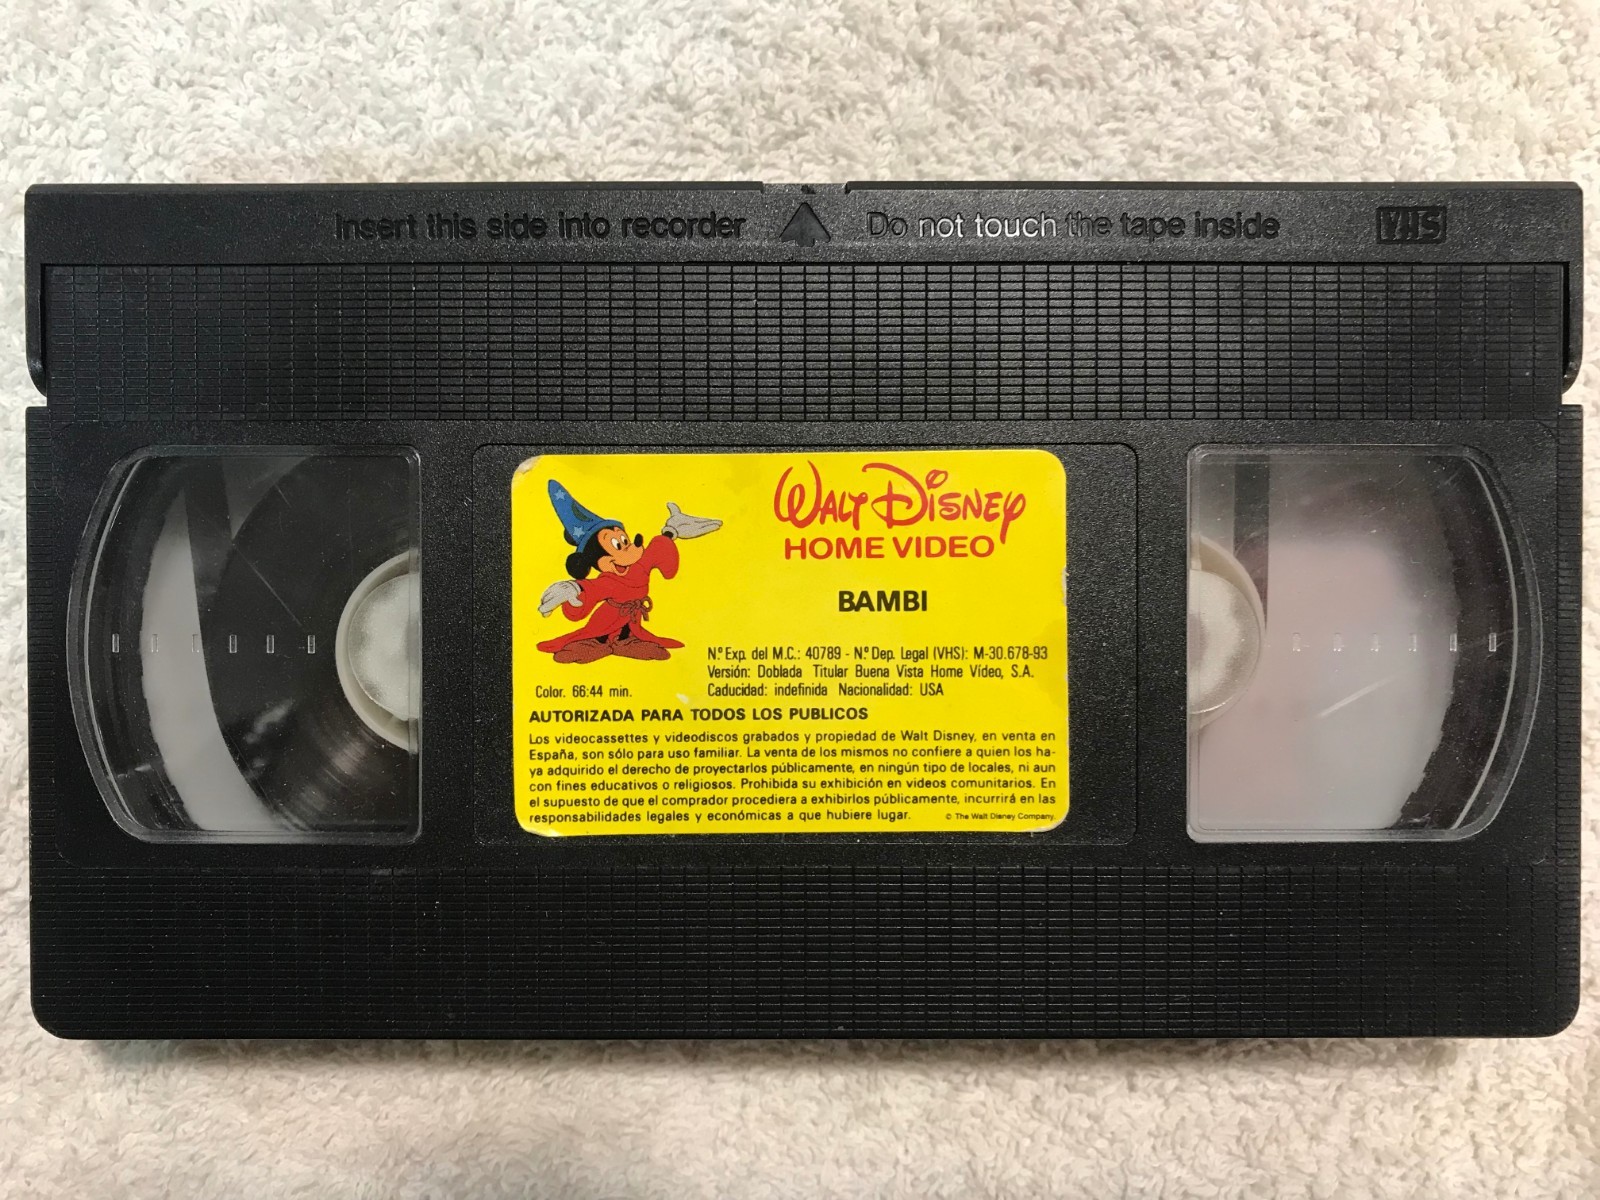 Insert this side into recorder Do not touch the tape inside VHS
WALT DISNEY
HOME VIDEO
BAMBI
N.º Exp. del M.C.: 40789 - N.º Dep. Legal (VHS): M-30.678-93
Versión: Doblada Titular Buena Vista Home Vídeo, S.A.
Color. 66:44 min. Caducidad: indefinida Nacionalidad: USA
AUTORIZADA PARA TODOS LOS PUBLICOS
Los videocassettes y videodiscos grabados y propiedad de Walt Disney, en venta en
España, son sólo para uso familiar. La venta de los mismos no confiere a quien los ha-
ya adquirido el derecho de proyectarlos públicamente, en ningún tipo de locales, ni aun
con fines educativos o religiosos. Prohibida su exhibición en videos comunitarios. En
el supuesto de que el comprador procediera a exhibirlos públicamente, incurrirá en las
responsabilidades legales y económicas a que hubiere lugar. © The Walt Disney Company.